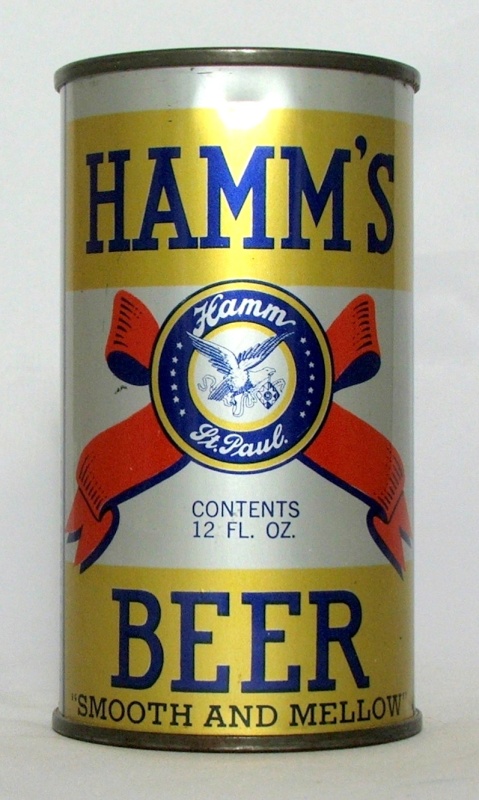 HAMM'S
Hamm
St. Paul.
CONTENTS
12 FL. OZ.
BEER
"SMOOTH AND MELLOW"